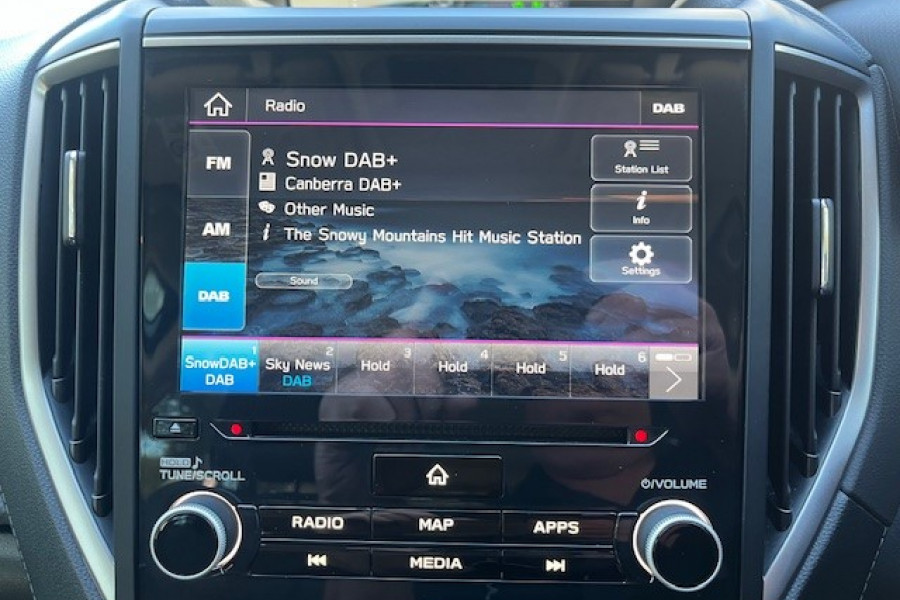 Radio
DAB
FM
AM
DAB
Snow DAB+
Canberra DAB+
Other Music
The Snowy Mountains Hit Music Station
Sound
Station List
i
Info
Settings
1
SnowDAB+
DAB
2
Sky News
DAB
3
Hold
4
Hold
5
Hold
6
Hold
HOLD
TUNE/SCROLL
/VOLUME
RADIO
MAP
APPS
MEDIA